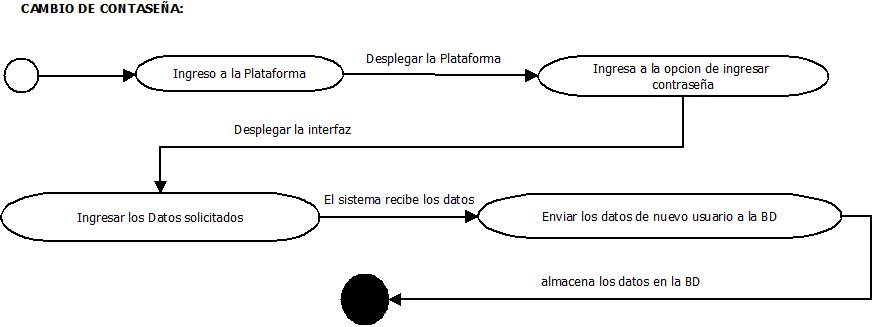 CAMBIO DE CONTASEÑA:
Desplegar la Plataforma
Ingreso a la Plataforma
Ingresa a la opcion de ingresar
contraseña
Desplegar la interfaz
El sistema recibe los datos
Ingresar los Datos solicitados
Enviar los datos de nuevo usuario a la BD
almacena los datos en la BD